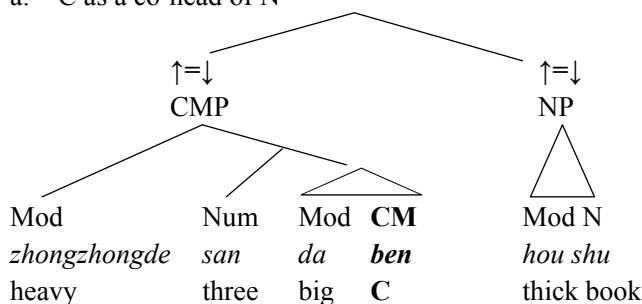 a. C as a co-head of N
↑=↓ ↑=↓
CMP NP
Mod Num Mod CM Mod N
zhongzhongde san da ben hou shu
heavy three big C thick book